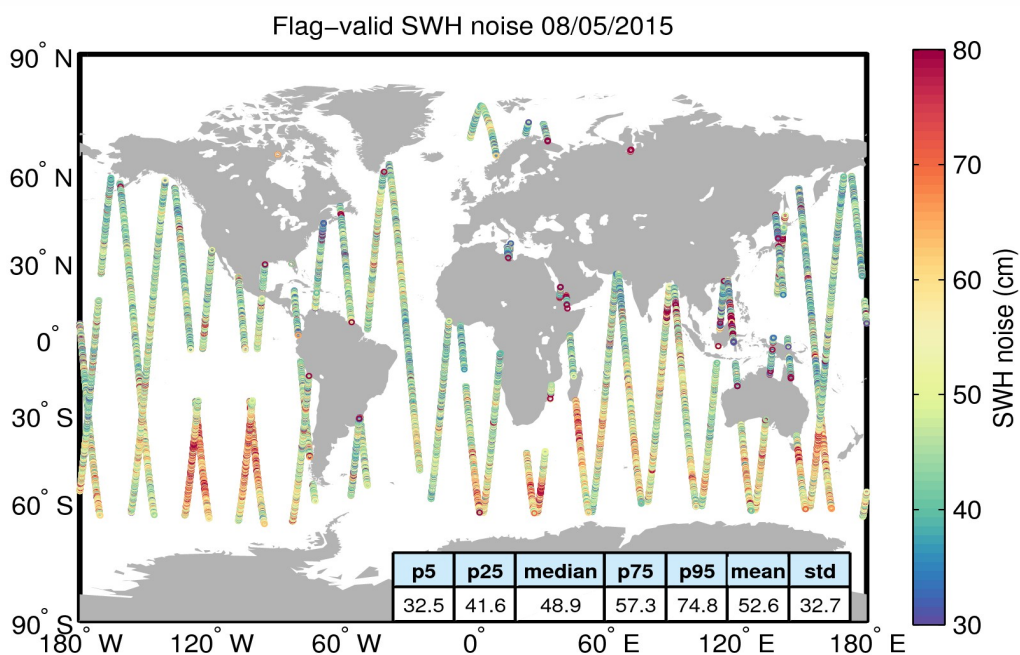 Flag−valid SWH noise 08/05/2015
90° N
60° N
30° N
0°
30° S
60° S
90° S
180° W
120° W
60° W
0°
60° E
120° E
180° E
80
70
60
50
40
30
SWH noise (cm)
p5 p25 median p75 p95 mean std
32.5 41.6 48.9 57.3 74.8 52.6 32.7